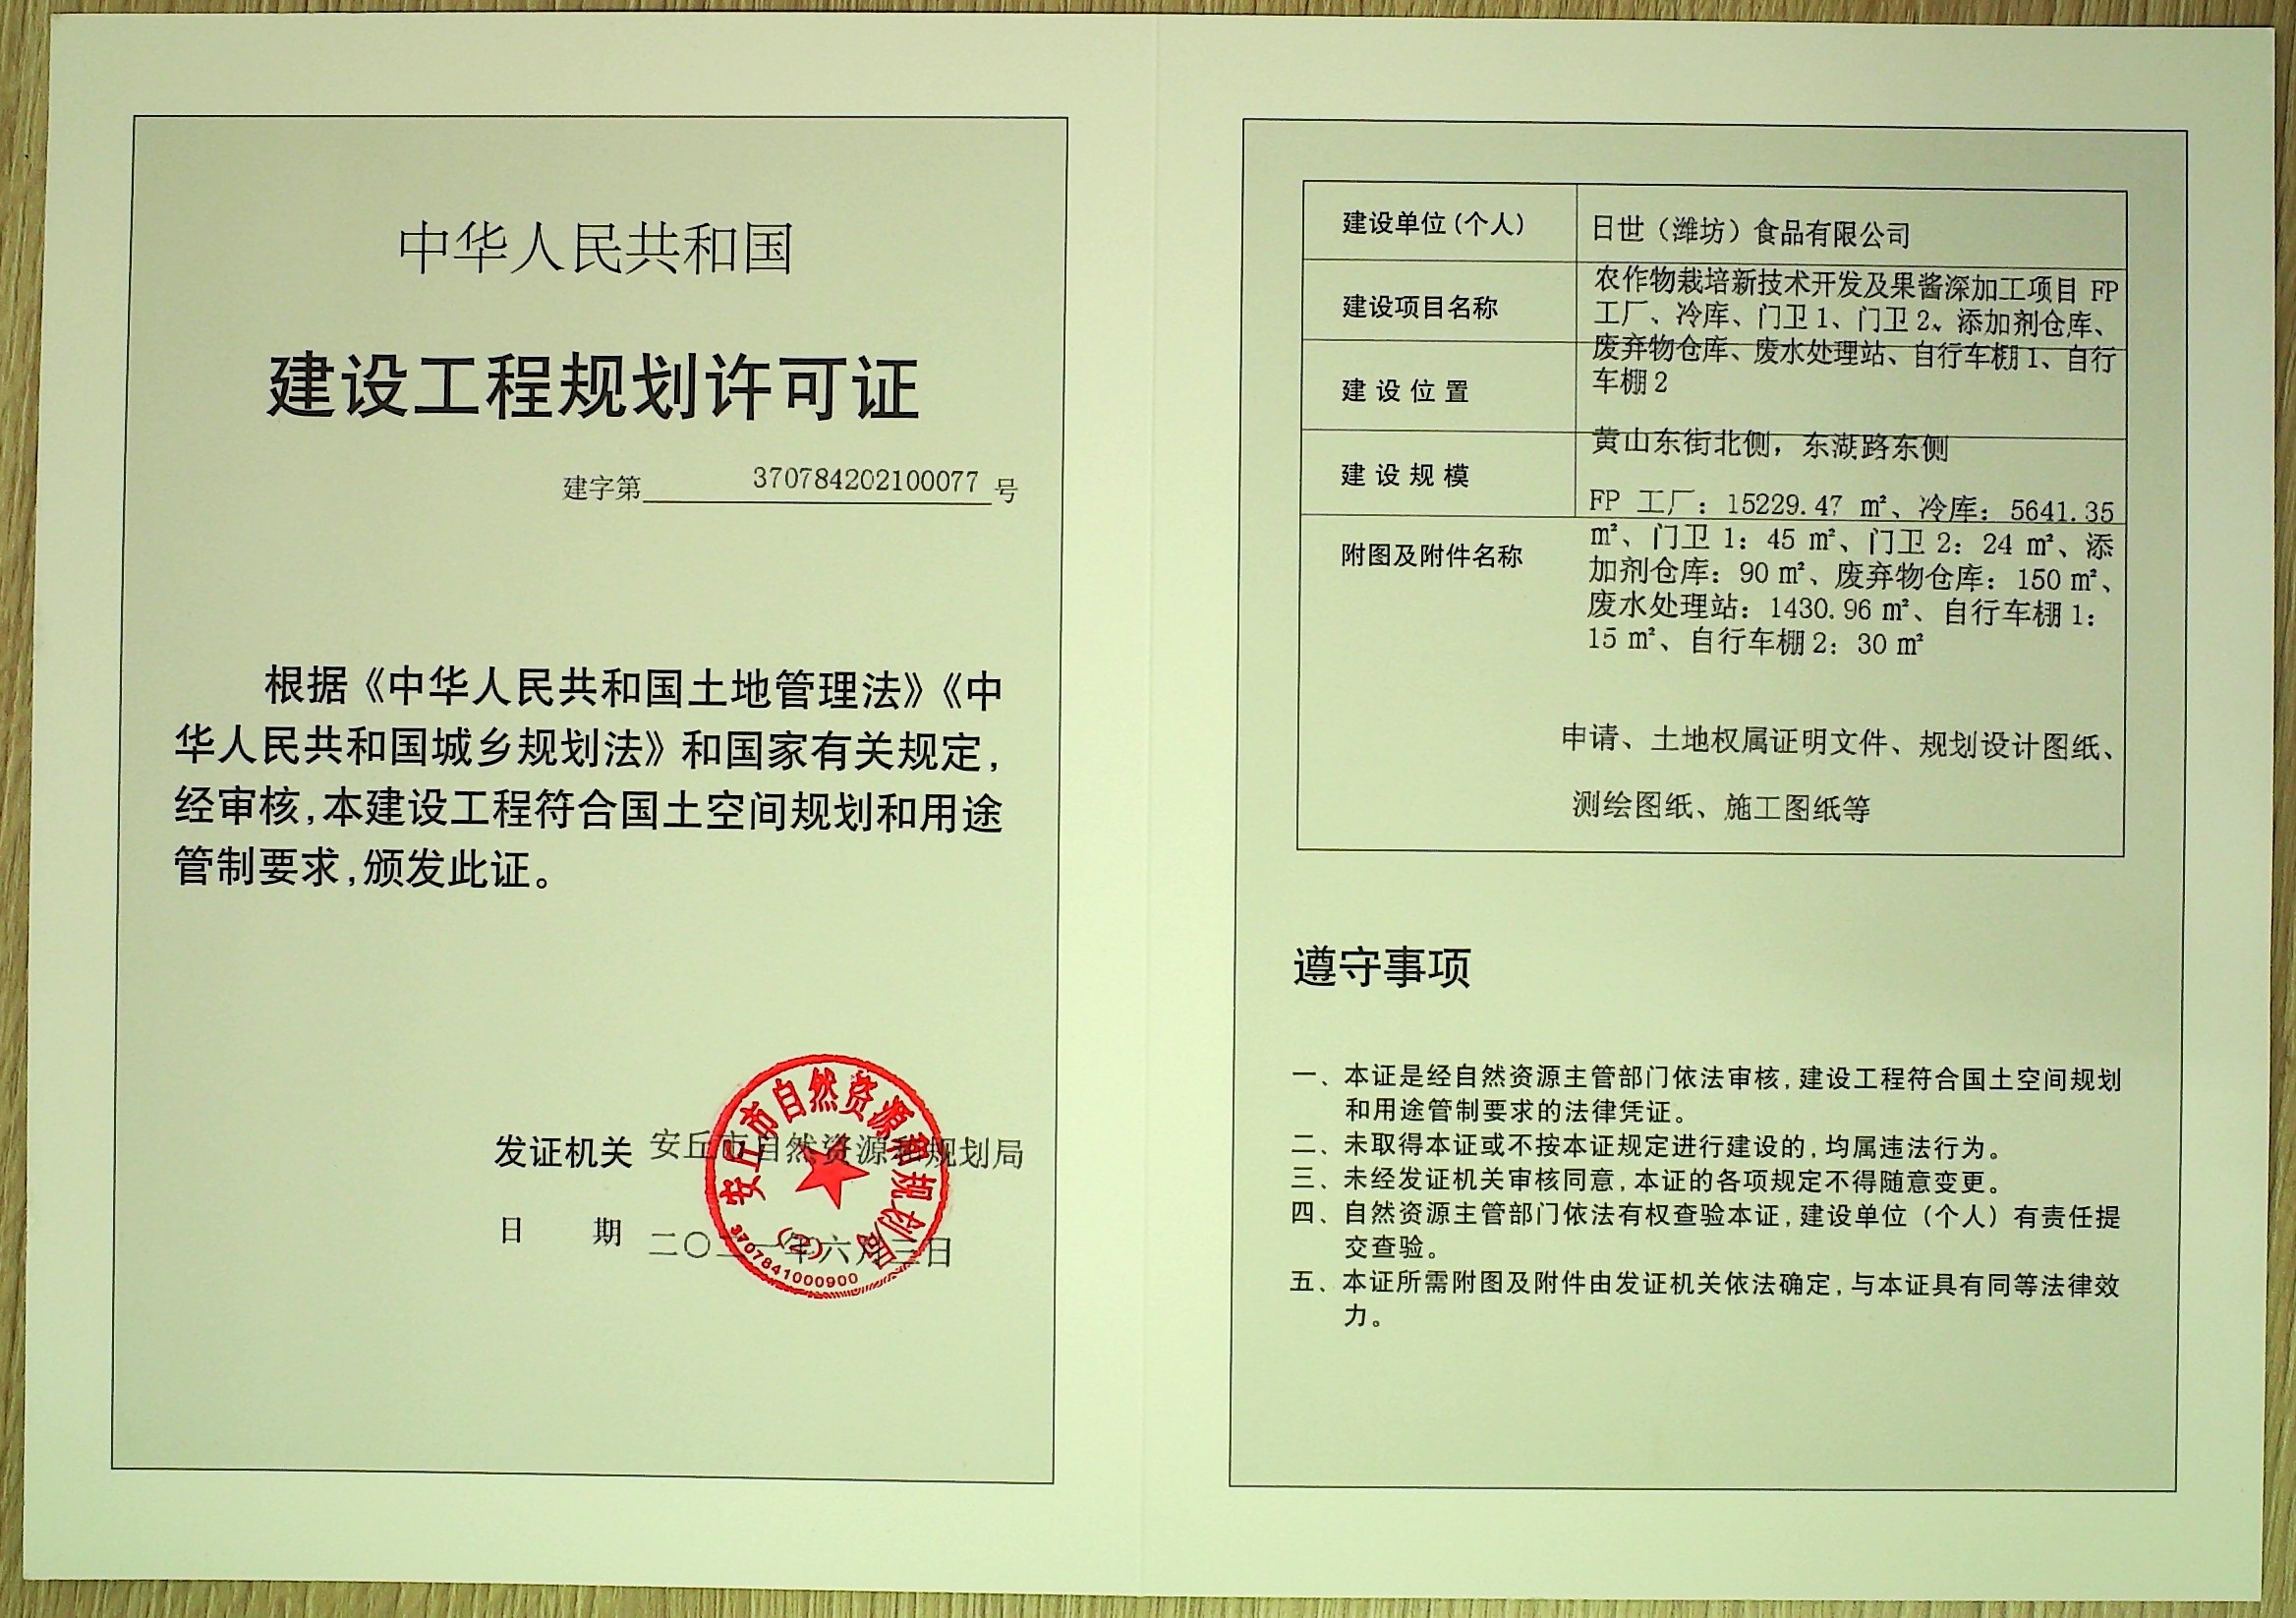 中华人民共和国
建设工程规划许可证
建字第 370784202100077 号
根据《中华人民共和国土地管理法》《中
华人民共和国城乡规划法》和国家有关规定,
经审核,本建设工程符合国土空间规划和用途
管制要求,颁发此证。
发证机关 安丘市自然资源和规划局
日 期 二〇二一年六月三日
安丘市自然资源和规划局
(2)
3707841000900
建设单位(个人) 日世（潍坊）食品有限公司
建设项目名称 农作物栽培新技术开发及果酱深加工项目 FP
工厂、冷库、门卫 1、门卫 2、添加剂仓库、
废弃物仓库、废水处理站、自行车棚 1、自行
车棚 2
建设位置 黄山东街北侧，东湖路东侧
建设规模 FP 工厂：15229.47 ㎡、冷库：5641.35
㎡、门卫 1：45 ㎡、门卫 2：24 ㎡、添
加剂仓库：90 ㎡、废弃物仓库：150 ㎡、
废水处理站：1430.96 ㎡、自行车棚 1：
15 ㎡、自行车棚 2：30 ㎡
附图及附件名称 申请、土地权属证明文件、规划设计图纸、
测绘图纸、施工图纸等
遵守事项
一、本证是经自然资源主管部门依法审核,建设工程符合国土空间规划
和用途管制要求的法律凭证。
二、未取得本证或不按本证规定进行建设的,均属违法行为。
三、未经发证机关审核同意,本证的各项规定不得随意变更。
四、自然资源主管部门依法有权查验本证,建设单位（个人）有责任提
交查验。
五、本证所需附图及附件由发证机关依法确定,与本证具有同等法律效
力。